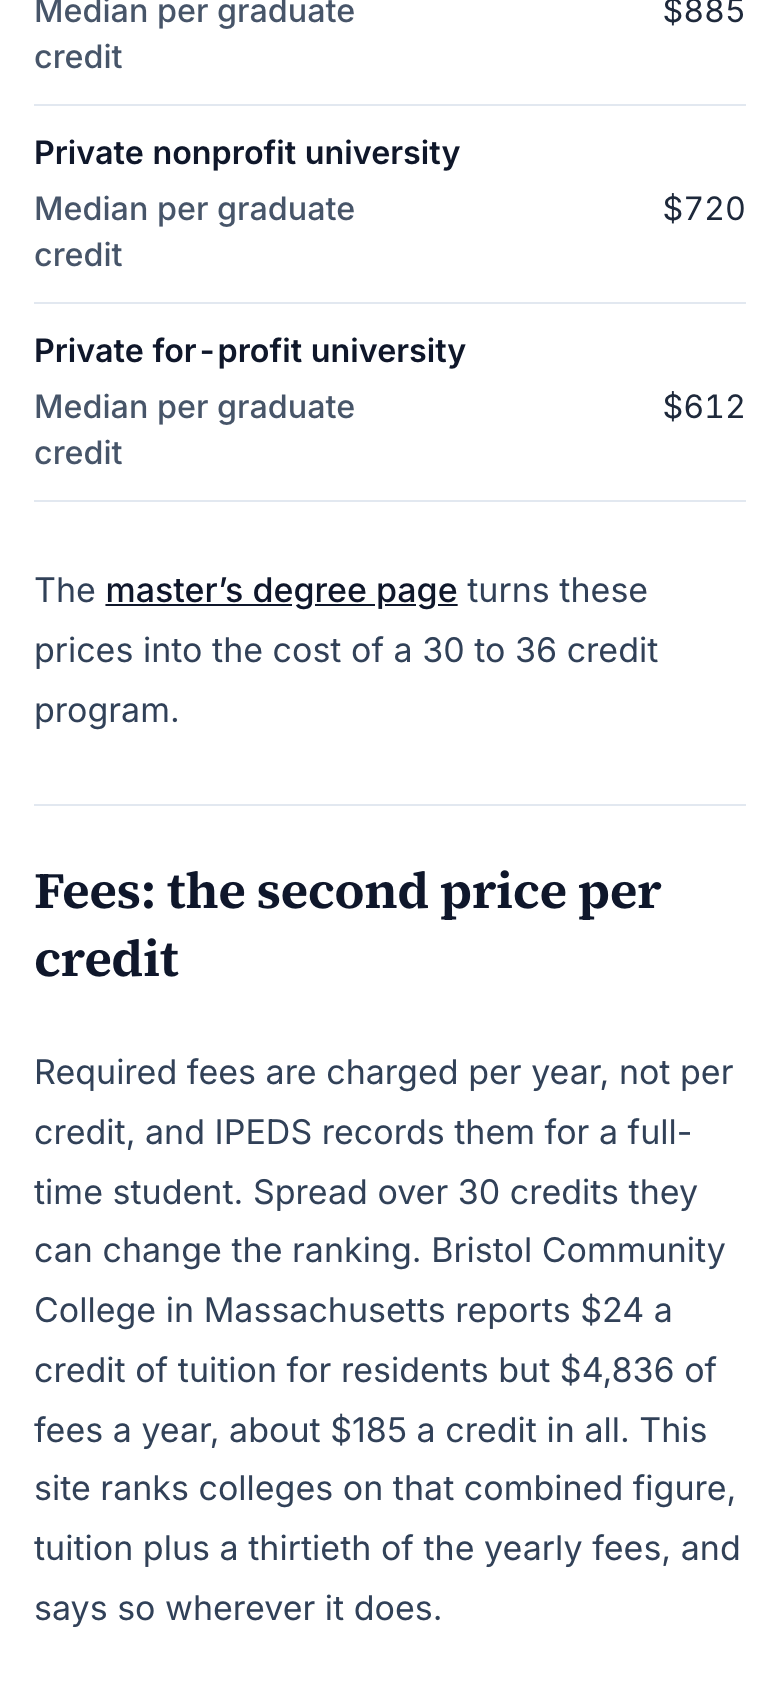 Median per graduate $885
credit
Private nonprofit university
Median per graduate $720
credit
Private for-profit university
Median per graduate $612
credit
The master’s degree page turns these
prices into the cost of a 30 to 36 credit
program.
Fees: the second price per
credit
Required fees are charged per year, not per
credit, and IPEDS records them for a full-
time student. Spread over 30 credits they
can change the ranking. Bristol Community
College in Massachusetts reports $24 a
credit of tuition for residents but $4,836 of
fees a year, about $185 a credit in all. This
site ranks colleges on that combined figure,
tuition plus a thirtieth of the yearly fees, and
says so wherever it does.